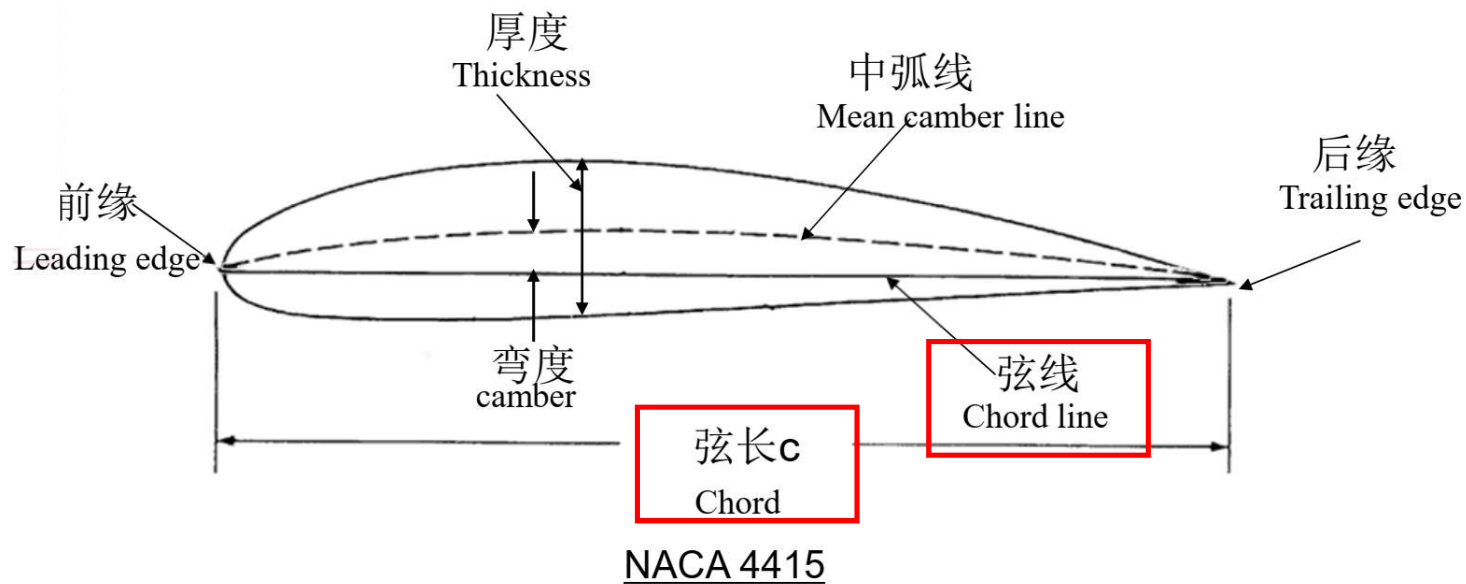 厚度
Thickness
中弧线
Mean camber line
后缘
Trailing edge
前缘
Leading edge
弯度
camber
弦线
Chord line
弦长c
Chord
NACA 4415